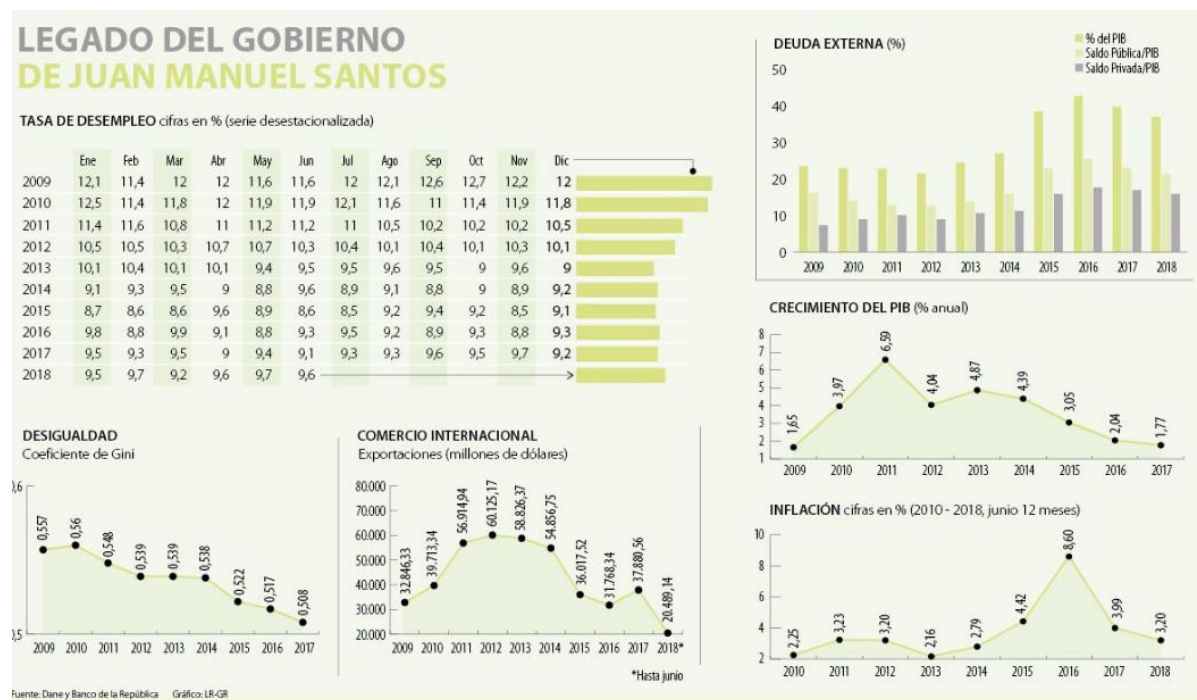 LEGADO DEL GOBIERNO
DE JUAN MANUEL SANTOS
TASA DE DESEMPLEO cifras en % (serie desestacionalizada)
Ene Feb Mar Abr May Jun Jul Ago Sep Oct Nov Dic
2009 12,1 11,4 12 12 11,6 11,6 12 12,1 12,6 12,7 12,2 12
2010 12,5 11,4 11,8 12 11,9 11,9 12,1 11,6 11 11,4 11,9 11,8
2011 11,4 11,6 10,8 11 11,2 11,2 11 10,5 10,2 10,2 10,2 10,5
2012 10,5 10,5 10,3 10,7 10,7 10,3 10,4 10,1 10,4 10,1 10,3 10,1
2013 10,1 10,4 10,1 10,1 9,4 9,5 9,5 9,6 9,5 9 9,6 9
2014 9,1 9,3 9,5 9 8,8 9,6 8,9 9,1 8,8 9 8,9 9,2
2015 8,7 8,6 8,6 9,6 8,9 8,6 8,5 9,2 9,4 9,2 8,5 9,1
2016 9,8 8,8 9,9 9,1 8,8 9,3 9,5 9,2 8,9 9,3 8,8 9,3
2017 9,5 9,3 9,5 9 9,4 9,1 9,3 9,3 9,6 9,5 9,7 9,2
2018 9,5 9,7 9,2 9,6 9,7 9,6
DESIGUALDAD
Coeficiente de Gini
0,6
0,557 0,56 0,548 0,539 0,539 0,538 0,522 0,517 0,508
0,5
2009 2010 2011 2012 2013 2014 2015 2016 2017
COMERCIO INTERNACIONAL
Exportaciones (millones de dólares)
80.000
70.000
60.000
50.000
40.000
30.000
20.000
32.846,33 39.713,34 56.914,94 60.125,17 58.826,37 54.856,75 36.017,52 31.768,34 37.880,56 20.489,14
2009 2010 2011 2012 2013 2014 2015 2016 2017 2018*
*Hasta junio
DEUDA EXTERNA (%)
% del PIB
Saldo Pública/PIB
Saldo Privada/PIB
50
40
30
20
10
0
2009 2010 2011 2012 2013 2014 2015 2016 2017 2018
CRECIMIENTO DEL PIB (% anual)
8
7
6
5
4
3
2
1
1,65 3,97 6,59 4,04 4,87 4,39 3,05 2,04 1,77
2009 2010 2011 2012 2013 2014 2015 2016 2017
INFLACIÓN cifras en % (2010 - 2018, junio 12 meses)
10
8
6
4
2
2,25 3,23 3,20 2,16 2,79 4,42 8,60 3,99 3,20
2010 2011 2012 2013 2014 2015 2016 2017 2018
Fuente: Dane y Banco de la República Gráfico: LR-GR